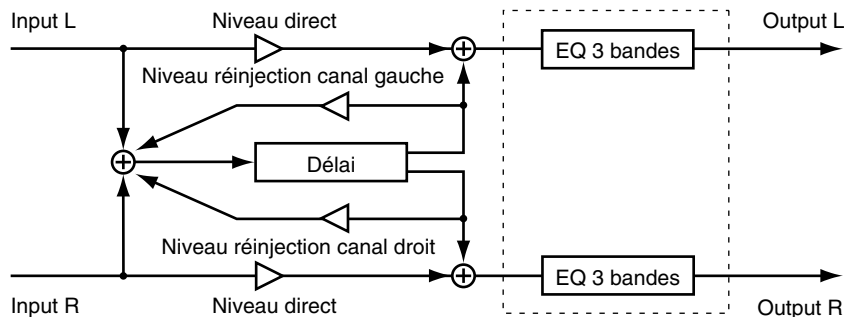 Input L
Niveau direct
Output L
EQ 3 bandes
Niveau réinjection canal gauche
Délai
Niveau réinjection canal droit
EQ 3 bandes
Input R
Niveau direct
Output R